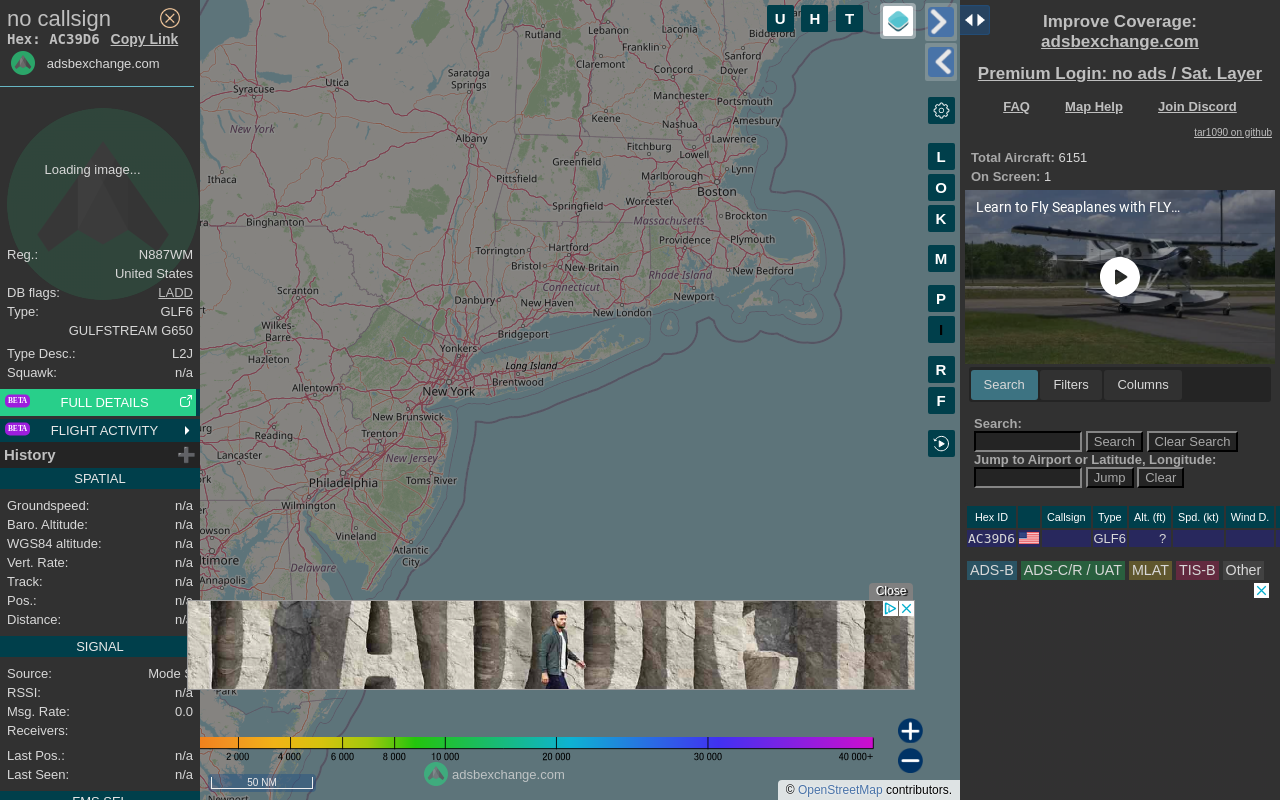 no callsign
Hex: AC39D6 Copy Link
adsbexchange.com
Loading image...
Reg.: N887WM
United States
DB flags: LADD
Type: GLF6
GULFSTREAM G650
Type Desc.: L2J
Squawk: n/a
BETA FULL DETAILS
BETA FLIGHT ACTIVITY
History
SPATIAL
Groundspeed: n/a
Baro. Altitude: n/a
WGS84 altitude: n/a
Vert. Rate: n/a
Track: n/a
Pos.: n/a
Distance:
SIGNAL
Source: Mode
RSSI: n/a
Msg. Rate: 0.0
Receivers:
Last Pos.: n/a
Last Seen: n/a
U H T
Rutland
Lebanon
Laconia
Franklin
Biddeford
Claremont
Sanford
Concord
Dover
Utica
Saratoga Springs
Syracuse
Manchester
Portsmouth
Keene
Nashua
Amesbury
New York
Albany
Fitchburg
Lawrence
Lowell
Greenfield
Lynn
Ithaca
Pittsfield
Marlborough
Boston
Worcester
Springfield
Massachusetts
Brockton
Binghamton
Providence
Plymouth
Torrington
Hartford
Bristol
New Britain
Rhode Island
New Bedford
Connecticut
Scranton
Danbury
New Haven
Newport
New London
Wilkes-Barre
Bridgeport
Yonkers
Hazleton
Long Island
Brentwood
Allentown
New York
New Brunswick
Reading
Trenton
Lancaster
New Jersey
Toms River
Philadelphia
Wilmington
Vineland
Atlantic City
Annapolis
Delaware
L
O
K
M
P
I
R
F
Close
2 000 4 000 6 000 8 000 10 000 20 000 30 000 40 000+
adsbexchange.com
50 NM
© OpenStreetMap contributors.
Improve Coverage:
adsbexchange.com
Premium Login: no ads / Sat. Layer
FAQ Map Help Join Discord
tar1090 on github
Total Aircraft: 6151
On Screen: 1
Learn to Fly Seaplanes with FLY...
Search Filters Columns
Search:
Search Clear Search
Jump to Airport or Latitude, Longitude:
Jump Clear
Hex ID Callsign Type Alt. (ft) Spd. (kt) Wind D.
AC39D6 GLF6 ?
ADS-B ADS-C/R / UAT MLAT TIS-B Other